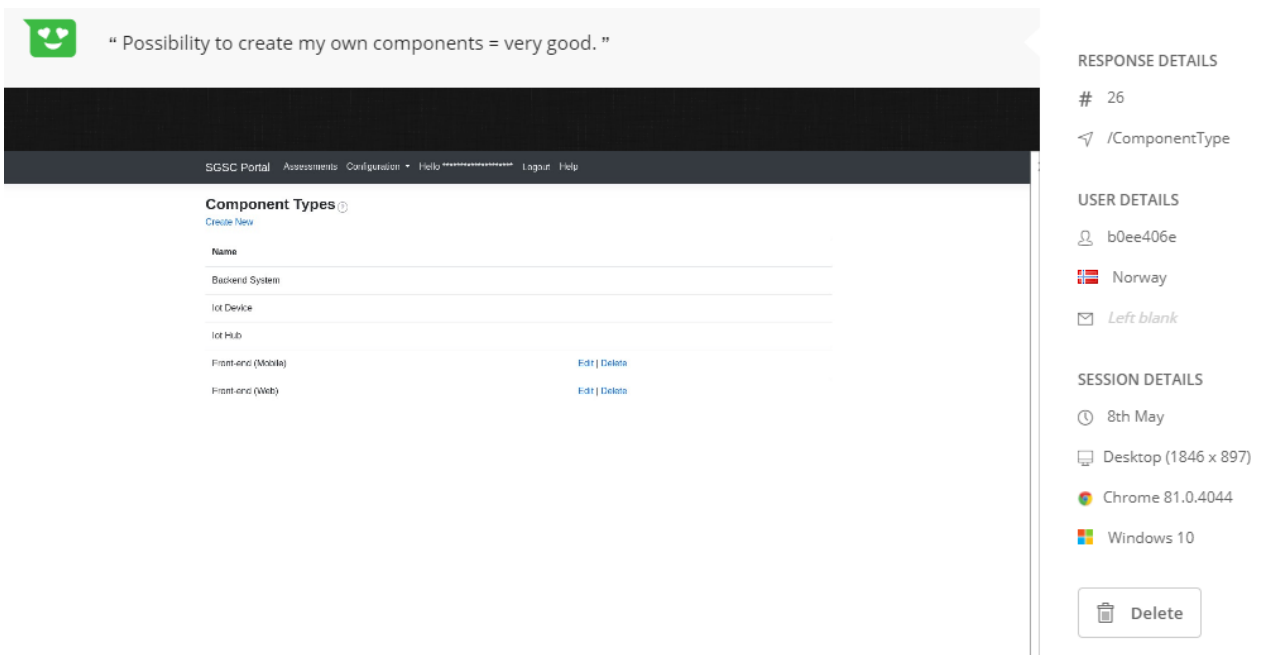 “ Possibility to create my own components = very good. ”
SGSC Portal Assessments Configuration Hello ******************** Logout Help
Component Types ?
Create New
Name
Backend System
Iot Device
Iot Hub
Front-end (Mobile) Edit | Delete
Front-end (Web) Edit | Delete
RESPONSE DETAILS
# 26
/ComponentType
USER DETAILS
b0ee406e
Norway
Left blank
SESSION DETAILS
8th May
Desktop (1846 x 897)
Chrome 81.0.4044
Windows 10
Delete